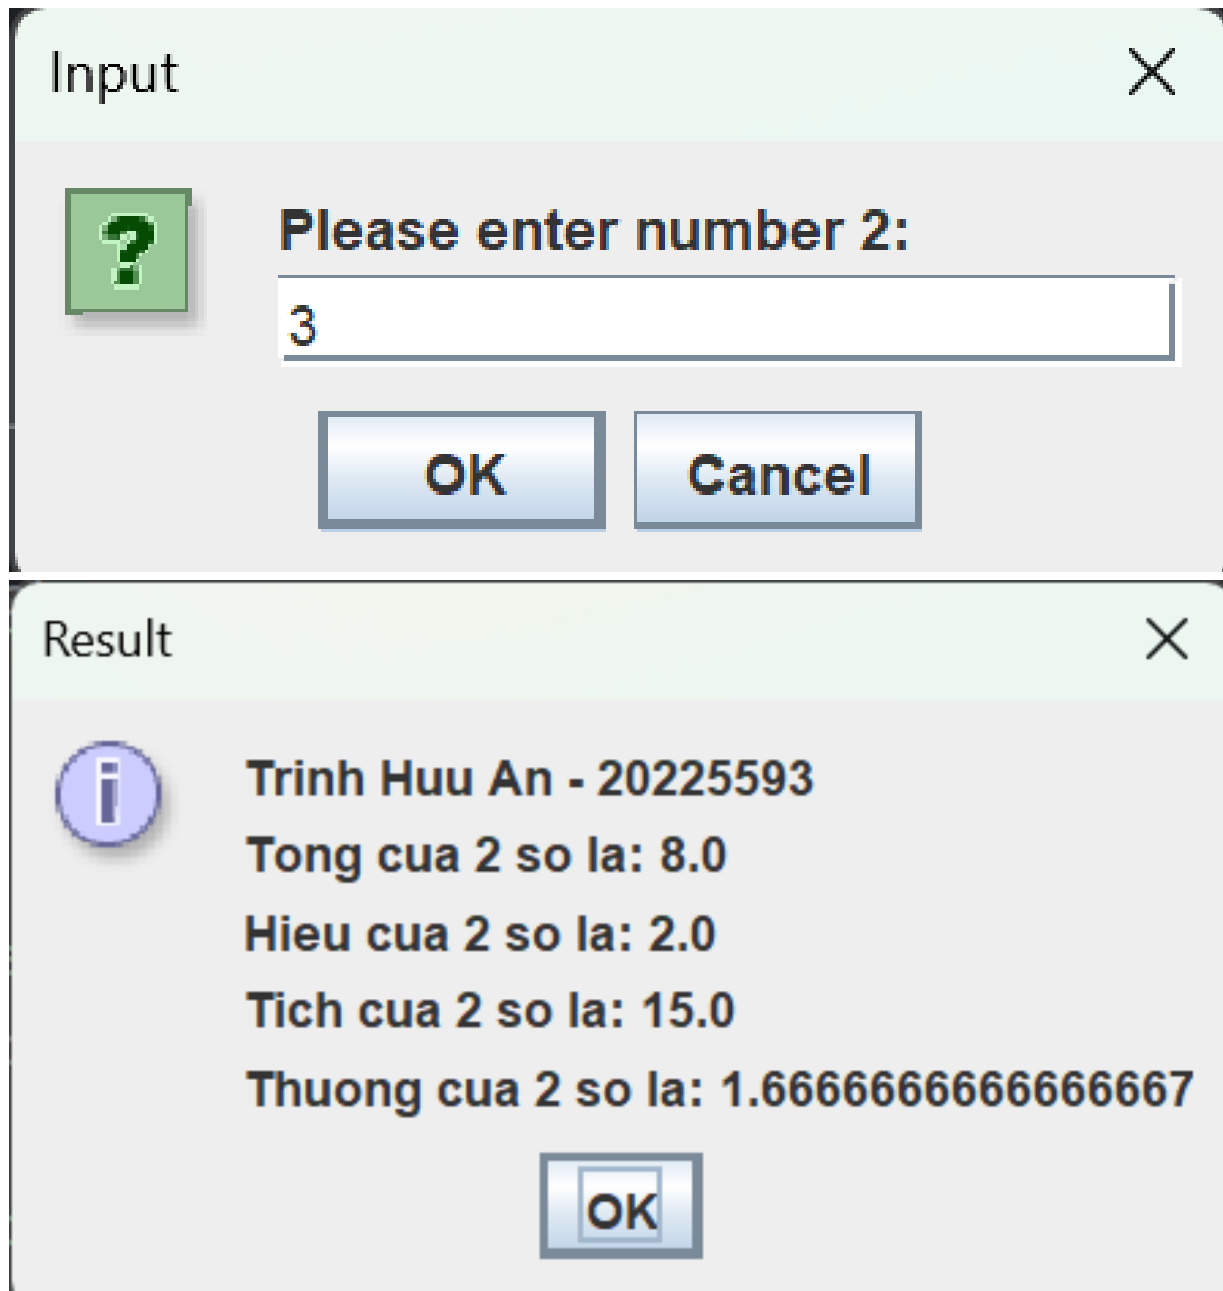 Input
Please enter number 2:
3
OK Cancel
Result
Trinh Huu An - 20225593
Tong cua 2 so la: 8.0
Hieu cua 2 so la: 2.0
Tich cua 2 so la: 15.0
Thuong cua 2 so la: 1.6666666666666667
OK